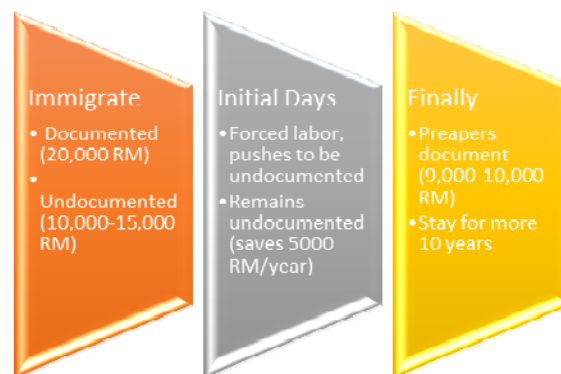 Immigrate
• Documented
(20,000 RM)
•
Undocumented
(10,000-15,000
RM)
Initial Days
• Forced labor,
pushes to be
undocumented
• Remains
undocumented
(saves 5000
RM/year)
Finally
• Preapers
document
(9,000-10,000
RM)
• Stay for more
10 years